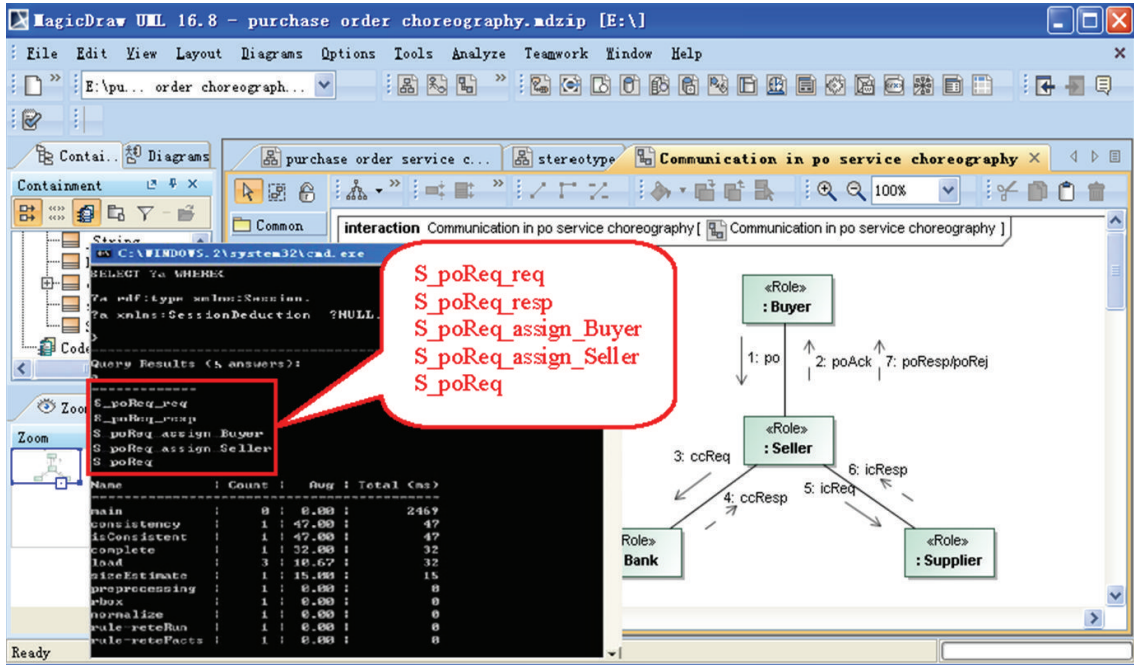 MagicDraw UML 16.8 - purchase order choreography.mdzip [E:\]
File Edit View Layout Diagrams Options Tools Analyze Teamwork Window Help
E:\pu... order choreograph...
Contai.. Diagrams
purchase order service c... stereotype Communication in po service choreography
Containment
100%
Common
interaction Communication in po service choreography [ Communication in po service choreography ]
String
C:\WINDOWS.2\system32\cmd.exe
SELECT ?a WHERE{
?a rdf:type xmlns:Session.
?a xmlns:SessionDeduction ?NULL.
}
Code
Query Results (5 answers):
S_poReq_req
S_poReq_resp
S_poReq_assign_Buyer
S_poReq_assign_Seller
S_poReq
Zoom
S_poReq_req
S_poReq_resp
S_poReq_assign_Buyer
S_poReq_assign_Seller
S_poReq
Name | Count | Avg | Total (ms)
main | 0 | 0.00 | 2469
consistency | 1 | 47.00 | 47
isConsistent | 1 | 47.00 | 47
complete | 1 | 32.00 | 32
load | 3 | 10.67 | 32
sizeEstimate | 1 | 15.00 | 15
preprocessing | 1 | 0.00 | 0
rbox | 1 | 0.00 | 0
normalize | 1 | 0.00 | 0
rule-reteRun | 1 | 0.00 | 0
rule-reteFacts | 1 | 0.00 | 0
«Role»
: Buyer
1: po
2: poAck
7: poResp/poRej
«Role»
: Seller
3: ccReq
4: ccResp
5: icReq
6: icResp
Role»
Bank
«Role»
: Supplier
Ready